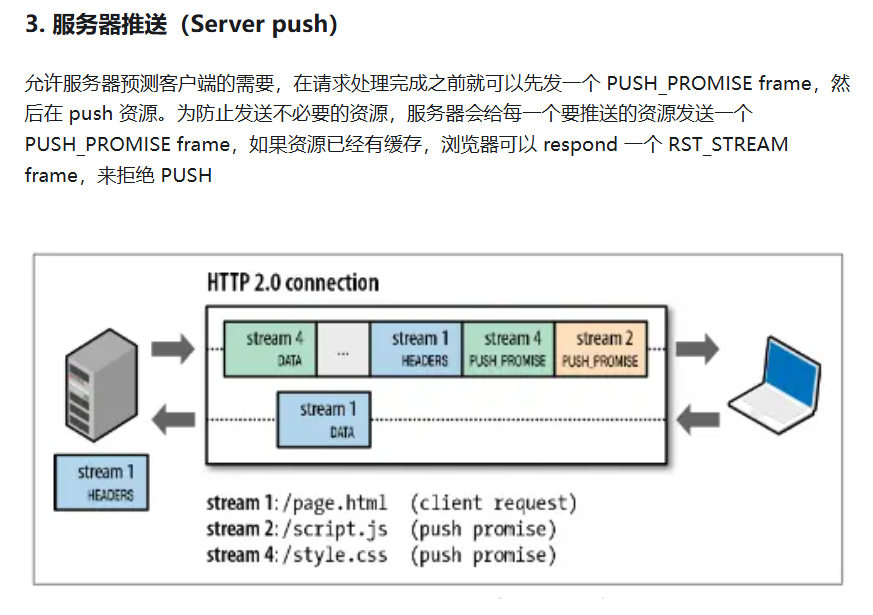 3. 服务器推送（Server push）
允许服务器预测客户端的需要，在请求处理完成之前就可以先发一个 PUSH_PROMISE frame，然
后在 push 资源。为防止发送不必要的资源，服务器会给每一个要推送的资源发送一个
PUSH_PROMISE frame，如果资源已经有缓存，浏览器可以 respond 一个 RST_STREAM
frame，来拒绝 PUSH
HTTP 2.0 connection
stream 4
DATA
...
stream 1
HEADERS
stream 4
PUSH_PROMISE
stream 2
PUSH_PROMISE
stream 1
DATA
stream 1
HEADERS
stream 1: /page.html (client request)
stream 2: /script.js (push promise)
stream 4: /style.css (push promise)